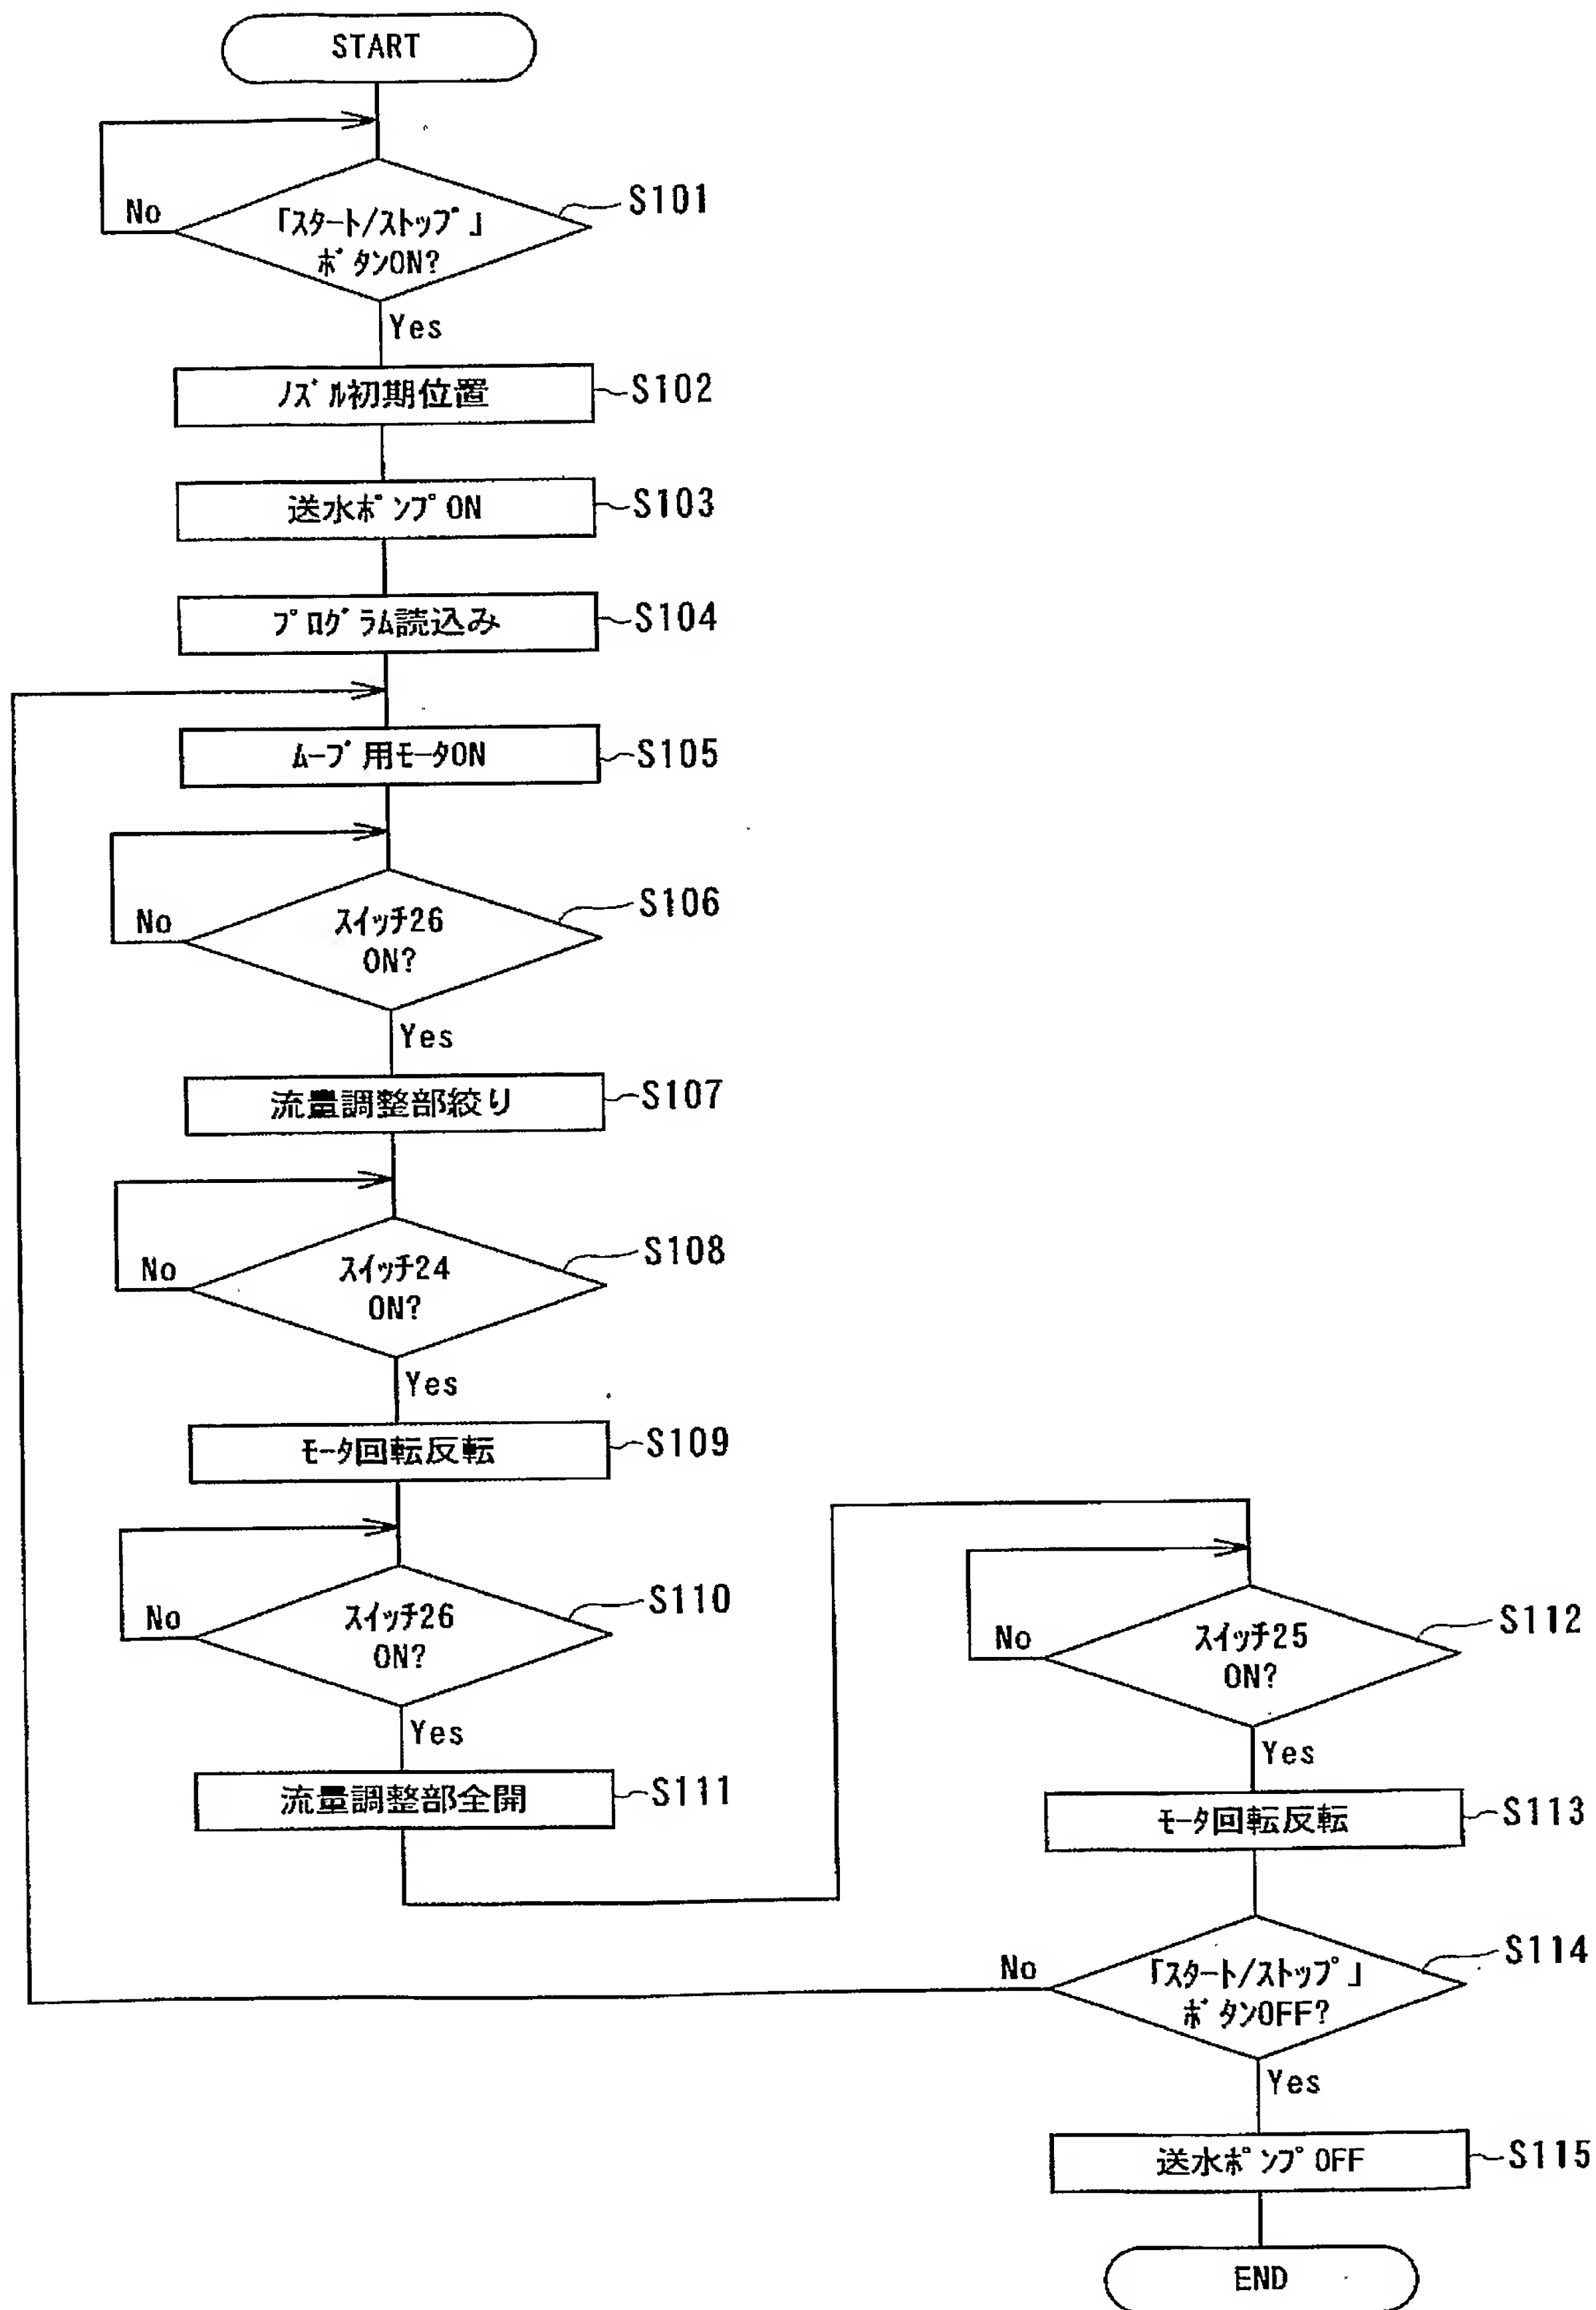 START
「ｽﾀｰﾄ/ｽﾄｯﾌﾟ」
ﾎﾞﾀﾝON?
S101
No
Yes
ﾉｽﾞﾙ初期位置
S102
送水ﾎﾟﾝﾌﾟON
S103
ﾌﾟﾛｸﾞﾗﾑ読込み
S104
ﾑｰﾌﾞ用ﾓｰﾀON
S105
ｽｲｯﾁ26
ON?
S106
No
Yes
流量調整部絞り
S107
ｽｲｯﾁ24
ON?
S108
No
Yes
ﾓｰﾀ回転反転
S109
ｽｲｯﾁ26
ON?
S110
No
Yes
流量調整部全開
S111
ｽｲｯﾁ25
ON?
S112
No
Yes
ﾓｰﾀ回転反転
S113
「ｽﾀｰﾄ/ｽﾄｯﾌﾟ」
ﾎﾞﾀﾝOFF?
S114
No
Yes
送水ﾎﾟﾝﾌﾟOFF
S115
END